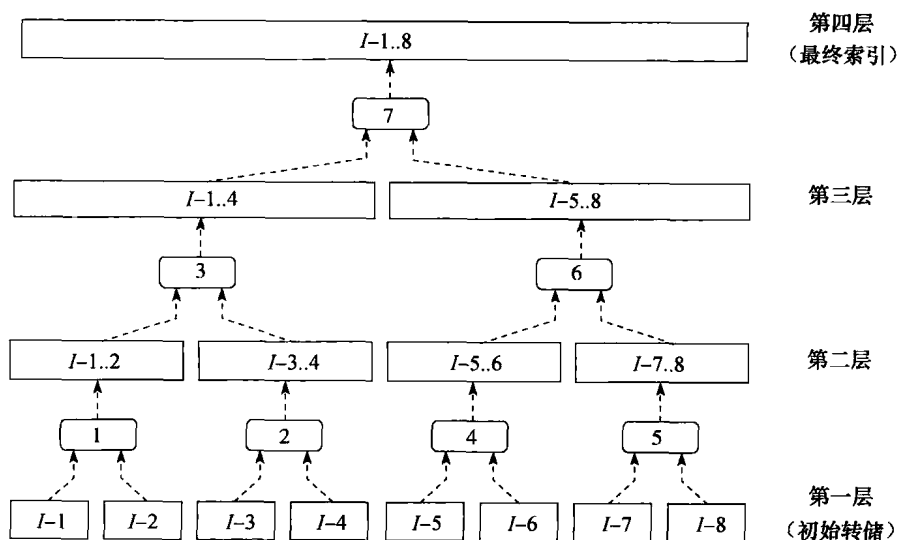 第四层
I-1..8
（最终索引）
7
I-1..4
I-5..8
第三层
3
6
I-1..2
I-3..4
I-5..6
I-7..8
第二层
1
2
4
5
第一层
I-1
I-2
I-3
I-4
I-5
I-6
I-7
I-8
（初始转储）